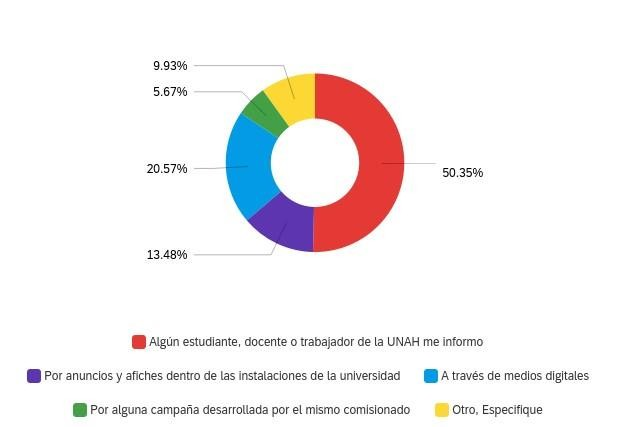 9.93%
5.67%
20.57%
50.35%
13.48%
Algún estudiante, docente o trabajador de la UNAH me informo
Por anuncios y afiches dentro de las instalaciones de la universidad
A través de medios digitales
Por alguna campaña desarrollada por el mismo comisionado
Otro, Especifique